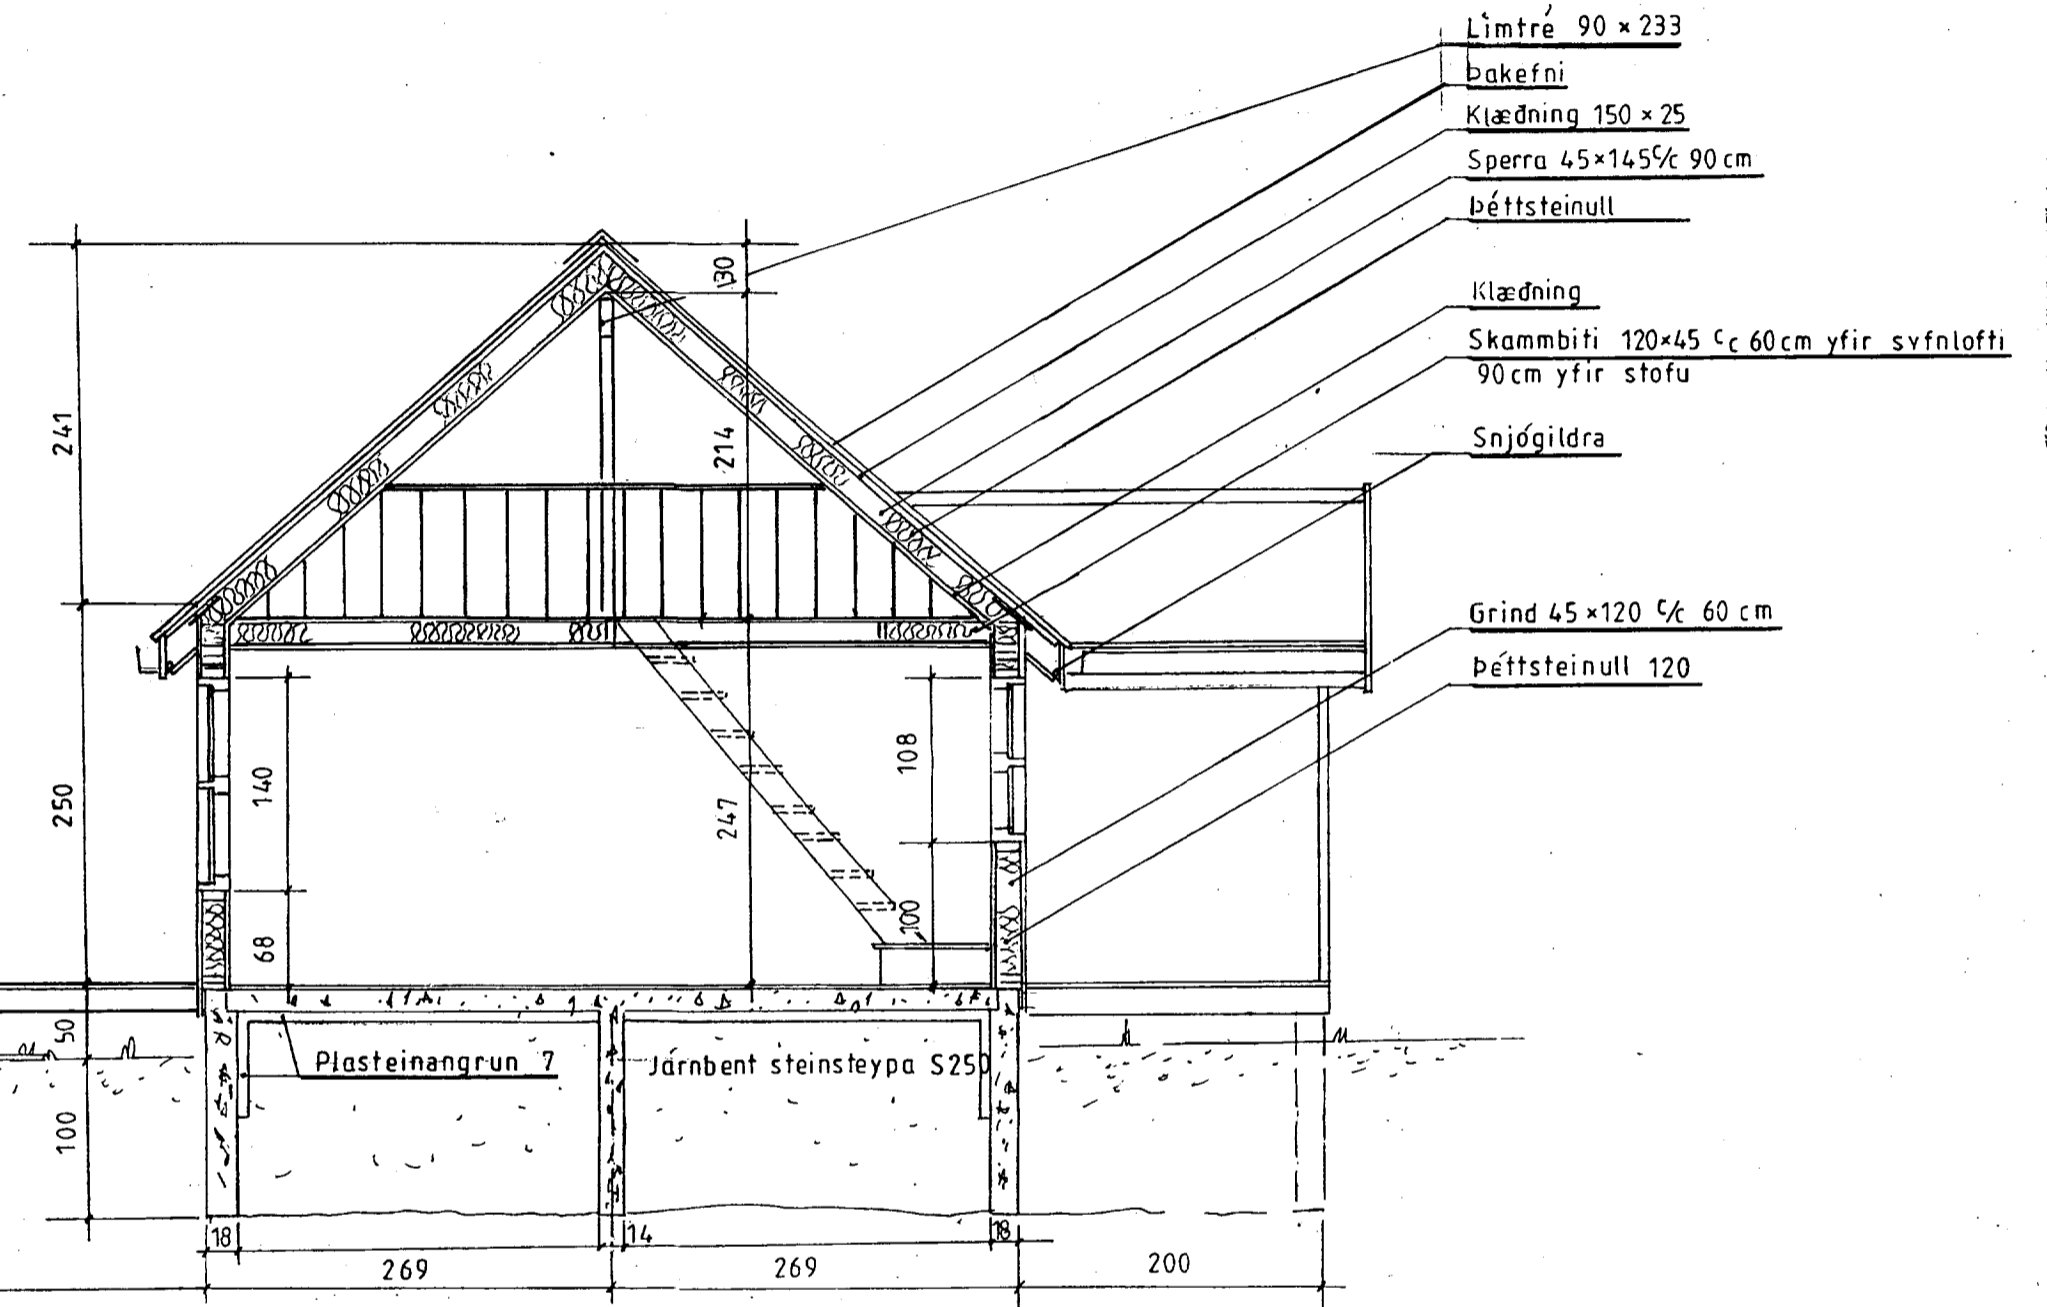 Límtré 90 × 233
Þakefni
Klæðning 150 × 25
Sperra 45×145 c/c 90 cm
Þéttsteinull
Klæðning
Skammbiti 120×45 c/c 60 cm yfir svfnlofti
90 cm yfir stofu
Snjógildra
Grind 45 ×120 c/c 60 cm
Þéttsteinull 120
130
241
214
250
140
108
247
68
100
50
Plasteinangrun 7
Járnbent steinsteypa S250
100
18
14
18
269
269
200